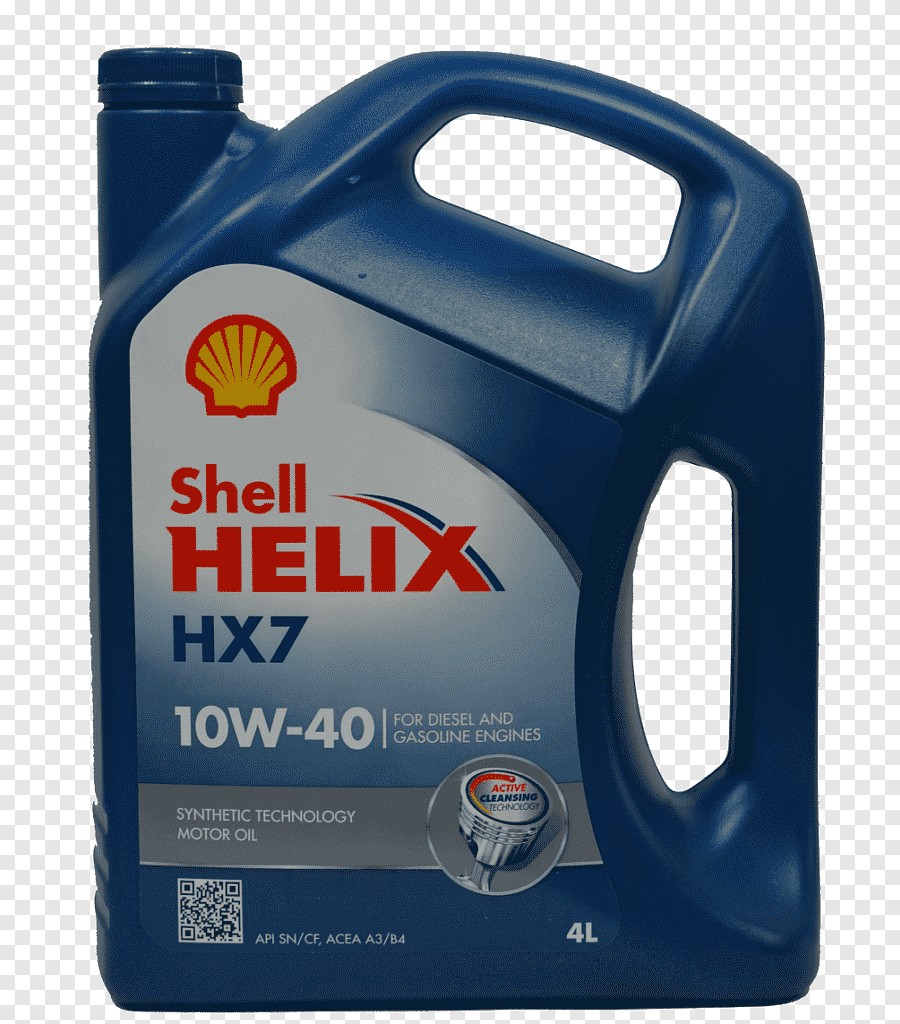 Shell
HELIX
HX7
10W-40
FOR DIESEL AND
GASOLINE ENGINES
ACTIVE
CLEANSING
TECHNOLOGY
SYNTHETIC TECHNOLOGY
MOTOR OIL
API SN/CF, ACEA A3/B4
4L